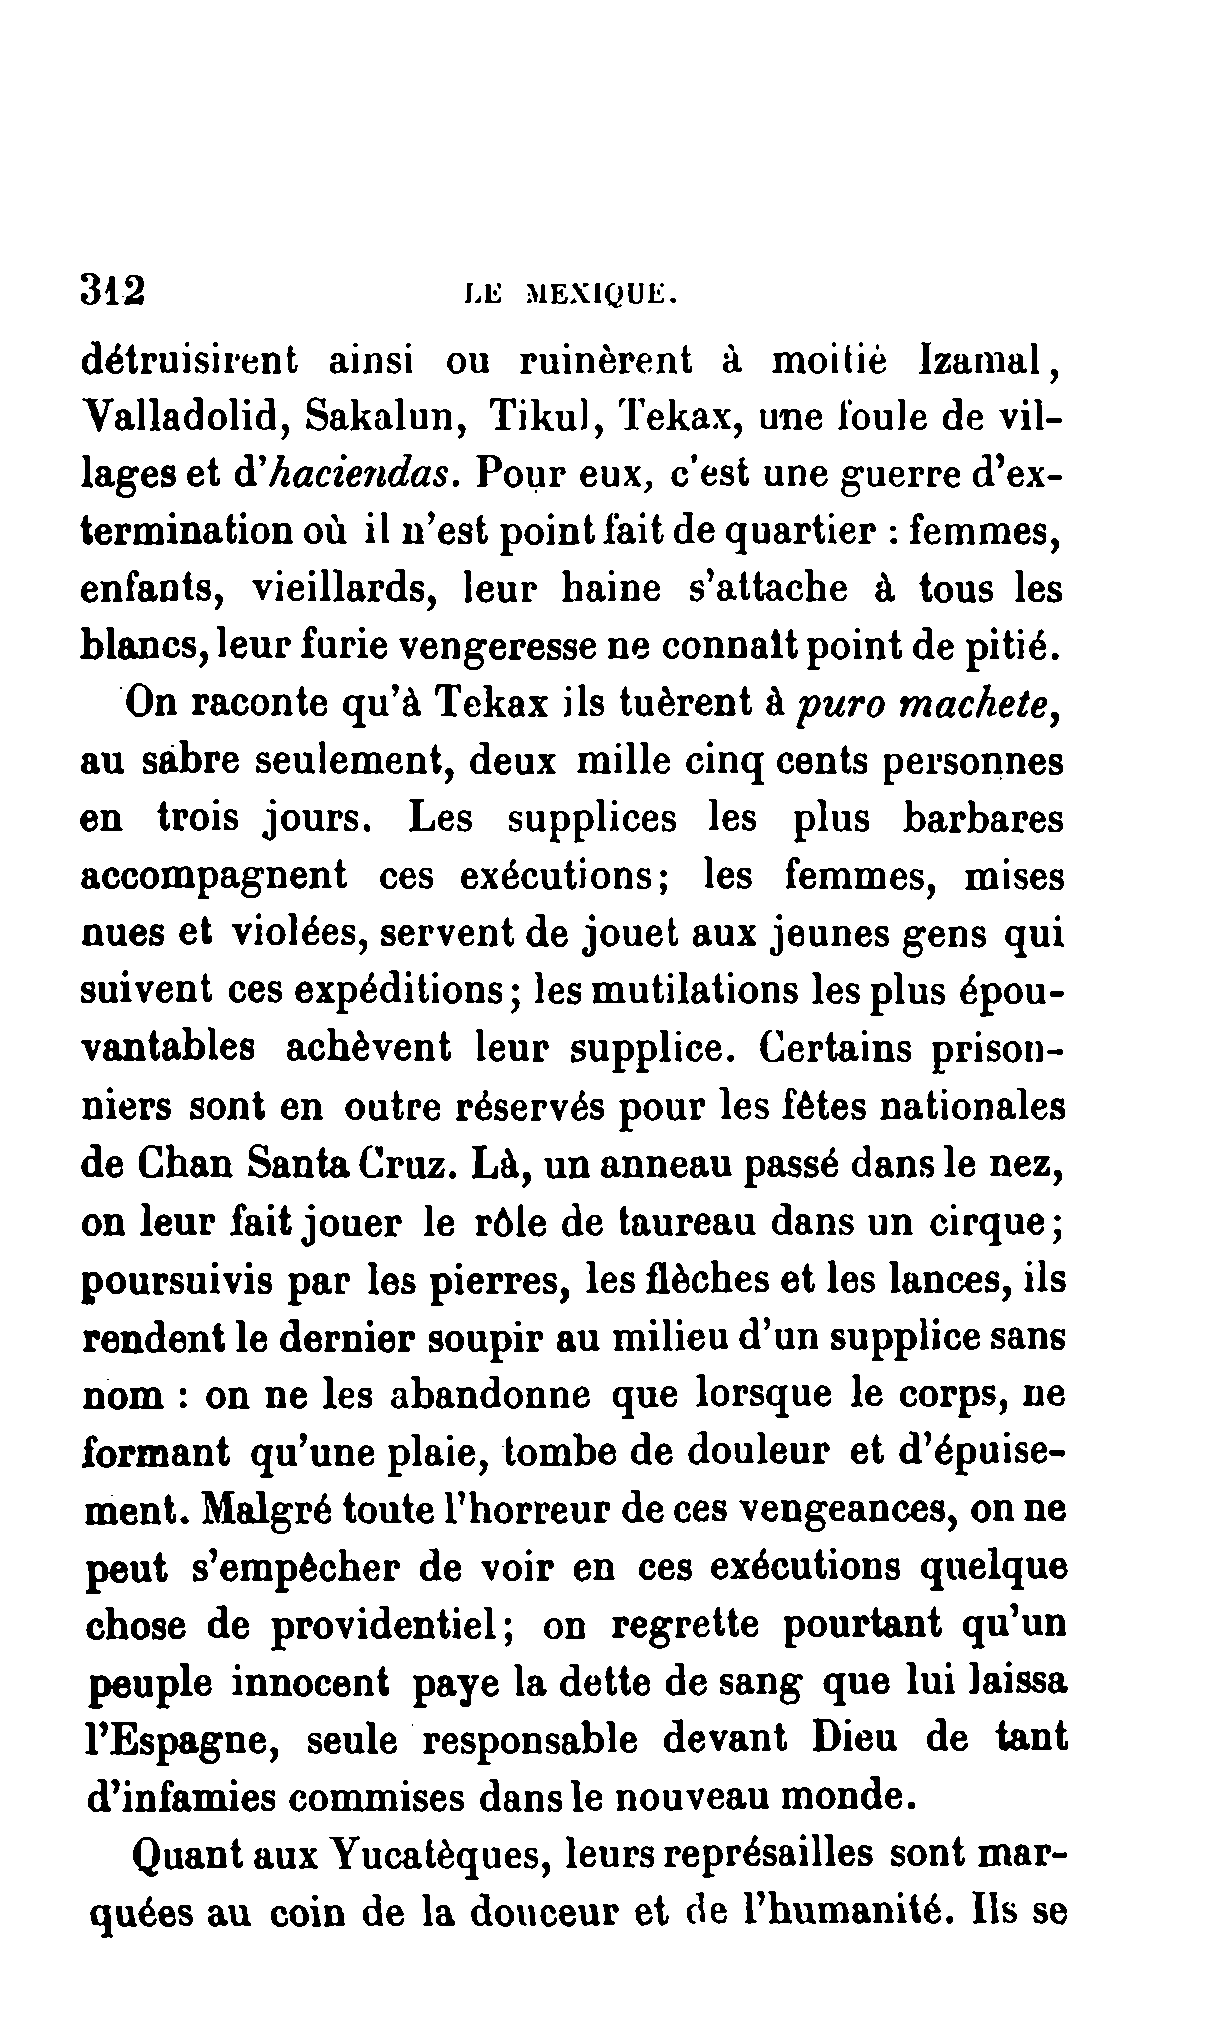 312 LE MEXIQUE.
détruisirent ainsi ou ruinèrent à moitié Izamal,
Valladolid, Sakalun, Tikul, Tekax, une foule de vil-
lages et d'haciendas. Pour eux, c'est une guerre d'ex-
termination où il n'est point fait de quartier : femmes,
enfants, vieillards, leur haine s'attache à tous les
blancs, leur furie vengeresse ne connaît point de pitié.
On raconte qu'à Tekax ils tuèrent à puro machete,
au sabre seulement, deux mille cinq cents personnes
en trois jours. Les supplices les plus barbares
accompagnent ces exécutions; les femmes, mises
nues et violées, servent de jouet aux jeunes gens qui
suivent ces expéditions; les mutilations les plus épou-
vantables achèvent leur supplice. Certains prison-
niers sont en outre réservés pour les fêtes nationales
de Chan Santa Cruz. Là, un anneau passé dans le nez,
on leur fait jouer le rôle de taureau dans un cirque;
poursuivis par les pierres, les flèches et les lances, ils
rendent le dernier soupir au milieu d'un supplice sans
nom : on ne les abandonne que lorsque le corps, ne
formant qu'une plaie, tombe de douleur et d'épuise-
ment. Malgré toute l'horreur de ces vengeances, on ne
peut s'empêcher de voir en ces exécutions quelque
chose de providentiel; on regrette pourtant qu'un
peuple innocent paye la dette de sang que lui laissa
l'Espagne, seule responsable devant Dieu de tant
d'infamies commises dans le nouveau monde.
Quant aux Yucatèques, leurs représailles sont mar-
quées au coin de la douceur et de l'humanité. Ils se